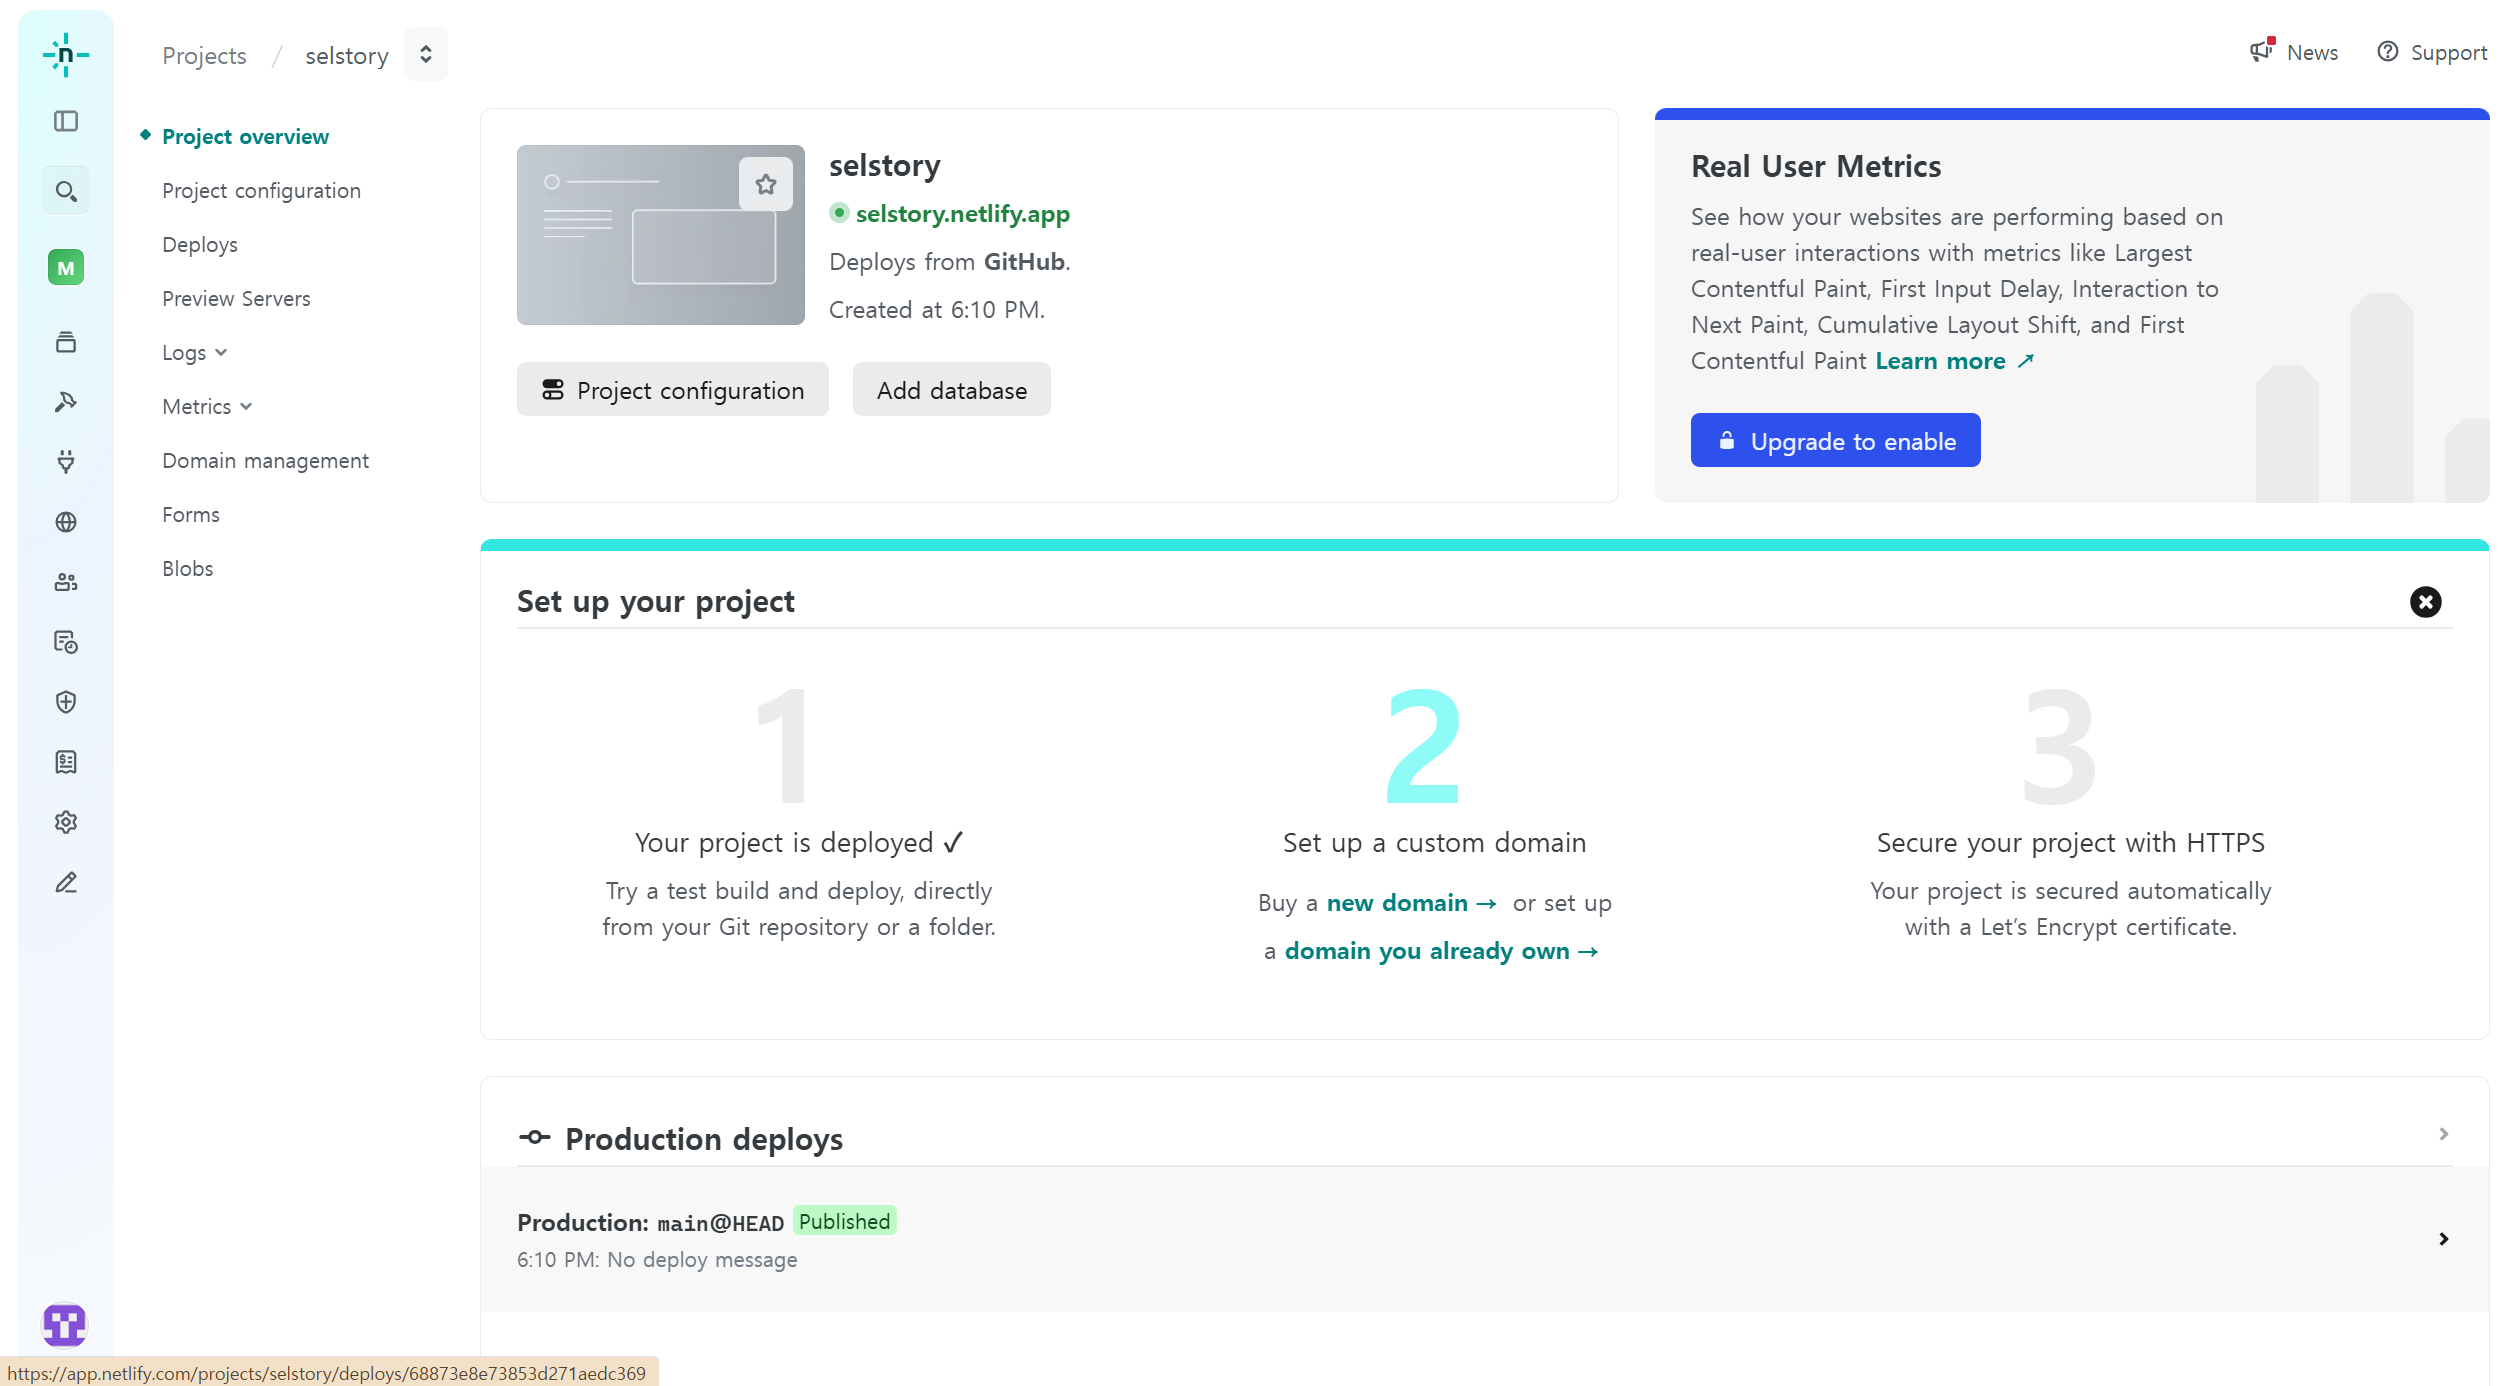 Projects / selstory
News
Support
Project overview
Project configuration
Deploys
Preview Servers
Logs
Metrics
Domain management
Forms
Blobs
M
selstory
selstory.netlify.app
Deploys from GitHub.
Created at 6:10 PM.
Project configuration
Add database
Real User Metrics
See how your websites are performing based on
real-user interactions with metrics like Largest
Contentful Paint, First Input Delay, Interaction to
Next Paint, Cumulative Layout Shift, and First
Contentful Paint Learn more ↗
Upgrade to enable
Set up your project
1
Your project is deployed ✓
Try a test build and deploy, directly
from your Git repository or a folder.
2
Set up a custom domain
Buy a new domain → or set up
a domain you already own →
3
Secure your project with HTTPS
Your project is secured automatically
with a Let’s Encrypt certificate.
Production deploys
Production: main@HEAD Published
6:10 PM: No deploy message
https://app.netlify.com/projects/selstory/deploys/68873e8e73853d271aedc369